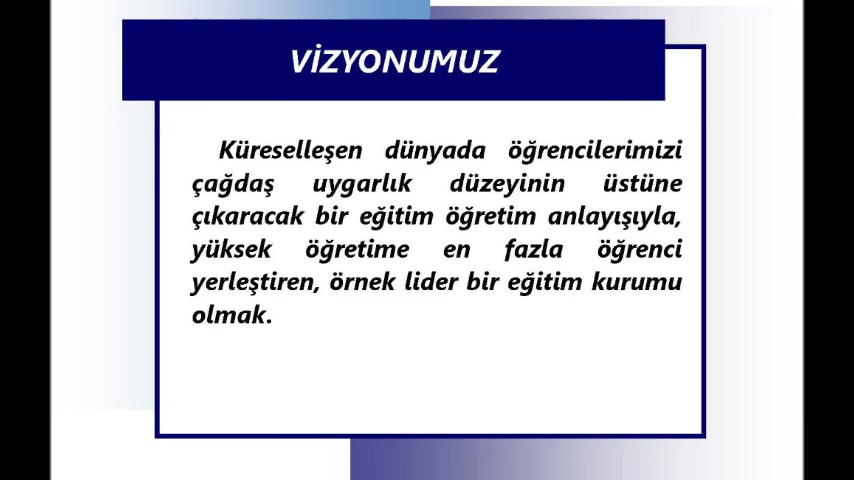 VİZYONUMUZ
Küreselleşen dünyada öğrencilerimizi
çağdaş uygarlık düzeyinin üstüne
çıkaracak bir eğitim öğretim anlayışıyla,
yüksek öğretime en fazla öğrenci
yerleştiren, örnek lider bir eğitim kurumu
olmak.